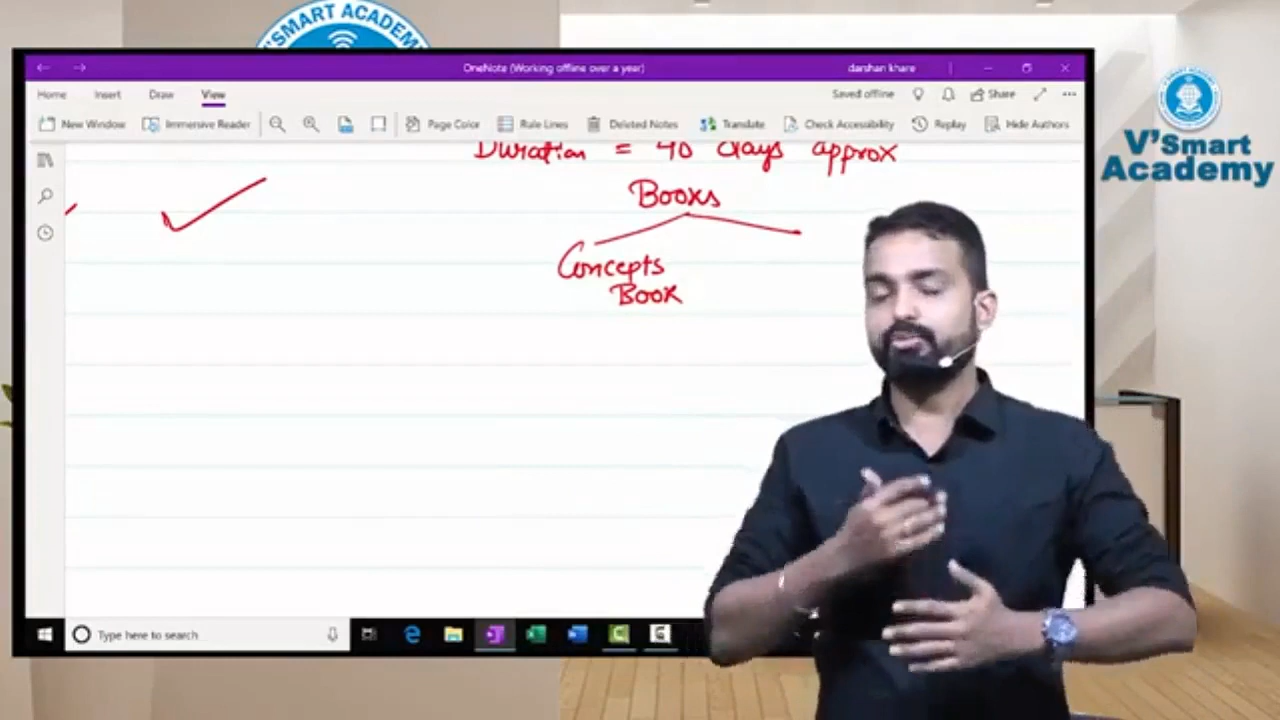 V'SMART ACADEMY
OneNote (Working offline over a year)
darshan khare
Home Insert Draw View
Saved offline Share
New Window Immersive Reader Page Color Rule Lines Deleted Notes Translate Check Accessibility Replay Hide Authors
Duration = 40 days approx
Books
Concepts
Book
Type here to search
V'Smart
Academy